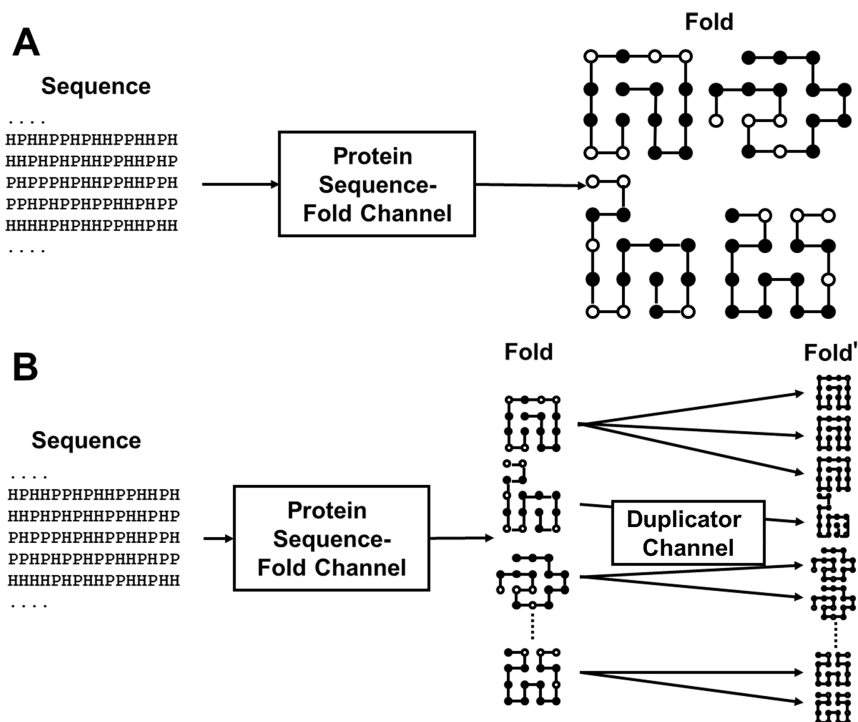 A
Fold
Sequence
. . . .
HPHHPPHPHHPPHHPH
HHPHPHPHHPPHHPHP
PHPPPHPHHPPHHPPH
PPHPHPPHPPHHPHPP
HHHHPHPHHPPHHPHH
. . . .
Protein
Sequence-
Fold Channel
B
Fold
Fold'
Sequence
. . . .
HPHHPPHPHHPPHHPH
HHPHPHPHHPPHHPHP
PHPPPHPHHPPHHPPH
PPHPHPPHPPHHPHPP
HHHHPHPHHPPHHPHH
. . . .
Protein
Sequence-
Fold Channel
Duplicator
Channel